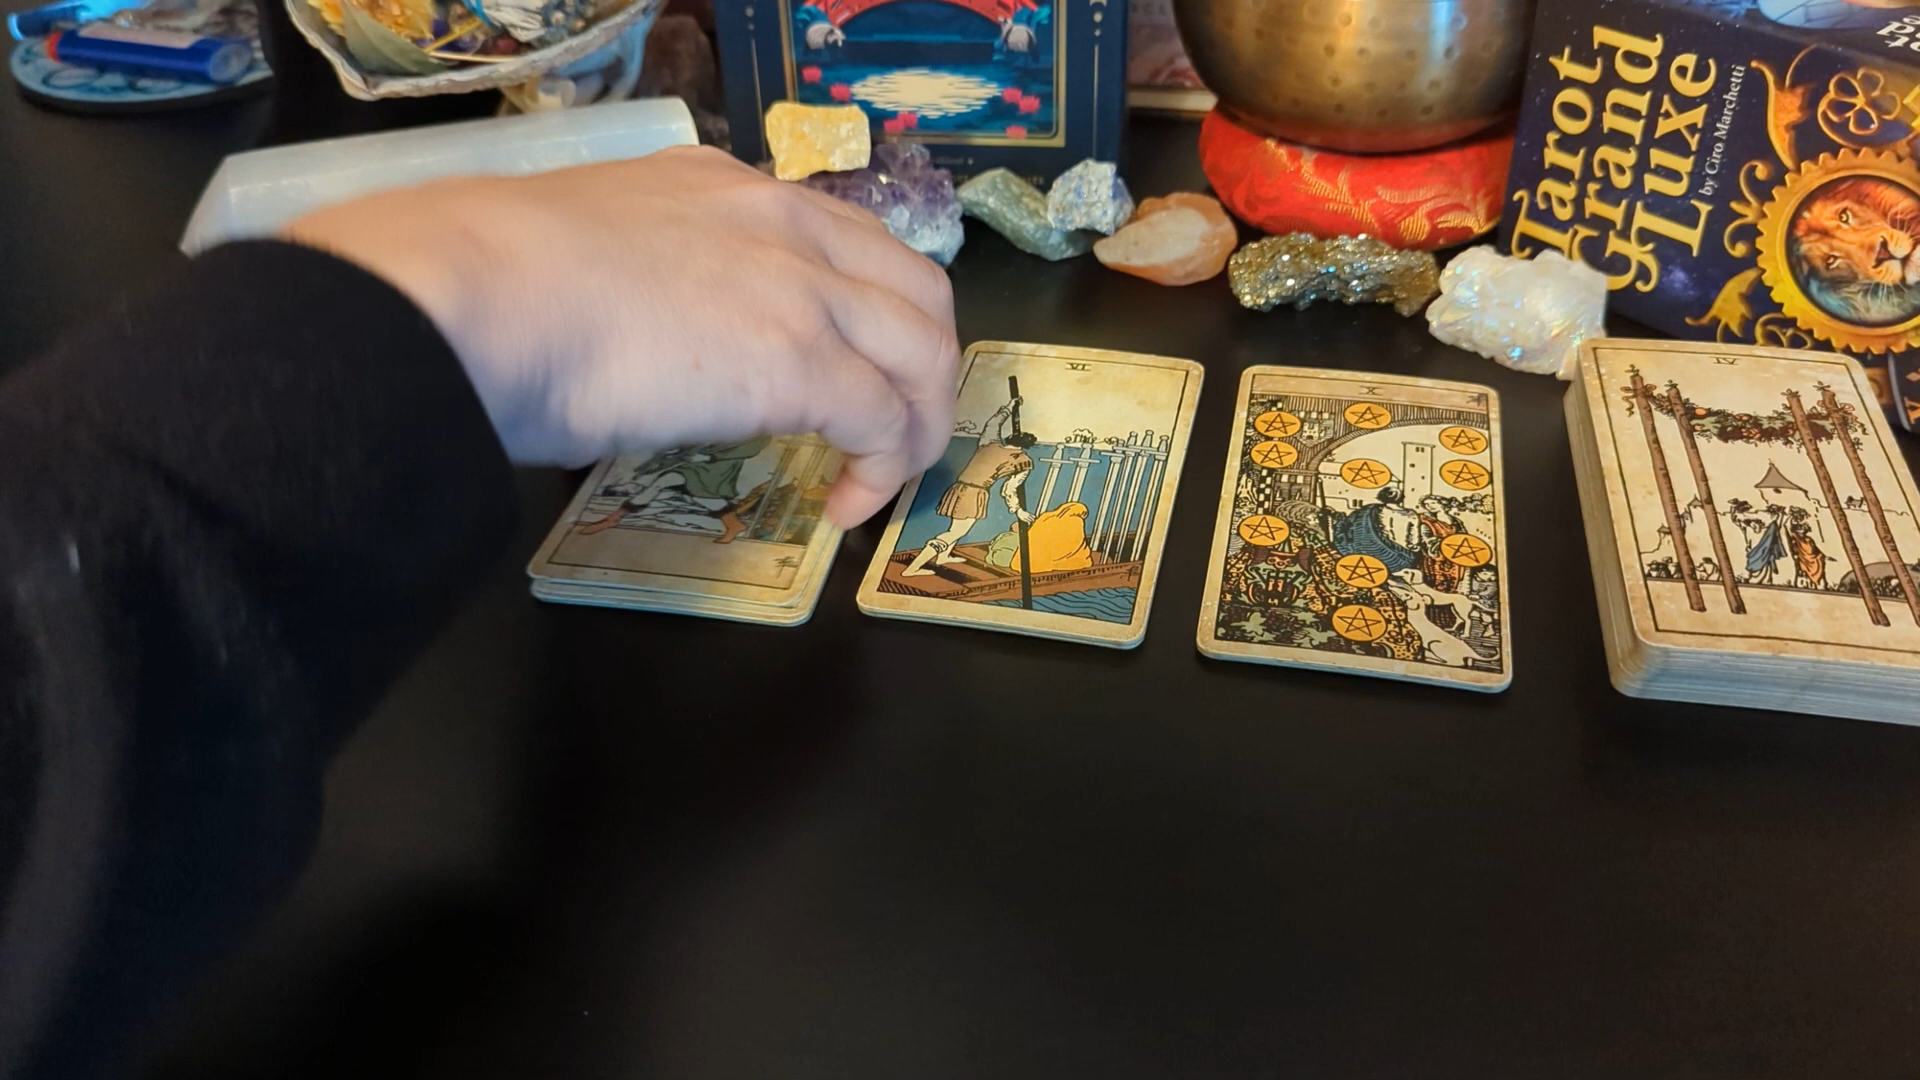 Tarot
Grand
Luxe
by Ciro Marchetti
VI
X
IV